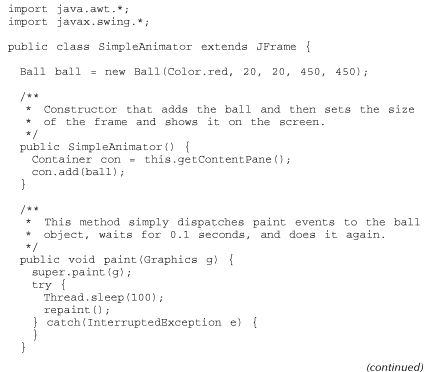 import java.awt.*;
import javax.swing.*;

public class SimpleAnimator extends JFrame {

  Ball ball = new Ball(Color.red, 20, 20, 450, 450);

  /**
   *  Constructor that adds the ball and then sets the size
   *  of the frame and shows it on the screen.
   */
  public SimpleAnimator() {
    Container con = this.getContentPane();
    con.add(ball);
  }

  /**
   *  This method simply dispatches paint events to the ball
   *  object, waits for 0.1 seconds, and does it again.
   */
  public void paint(Graphics g) {
    super.paint(g);
    try {
      Thread.sleep(100);
      repaint();
    } catch(InterruptedException e) {
    }
  }

(continued)